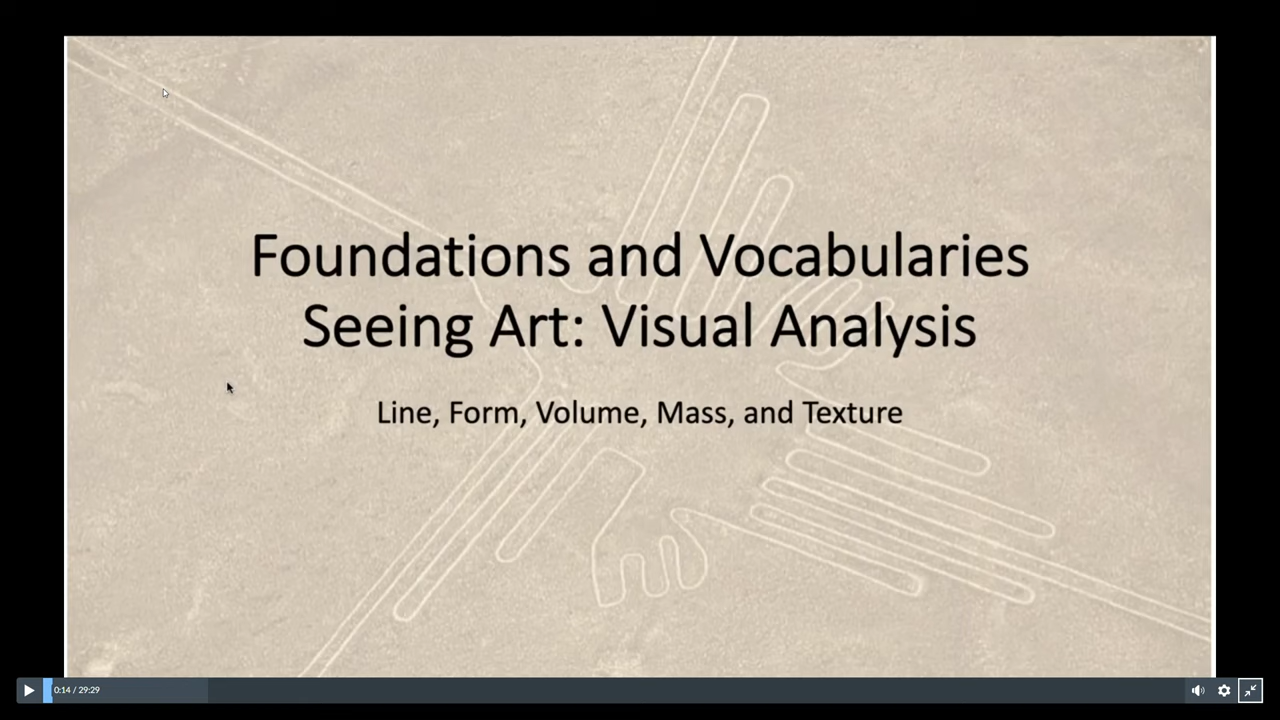 Foundations and Vocabularies
Seeing Art: Visual Analysis
Line, Form, Volume, Mass, and Texture
0:14 / 29:29